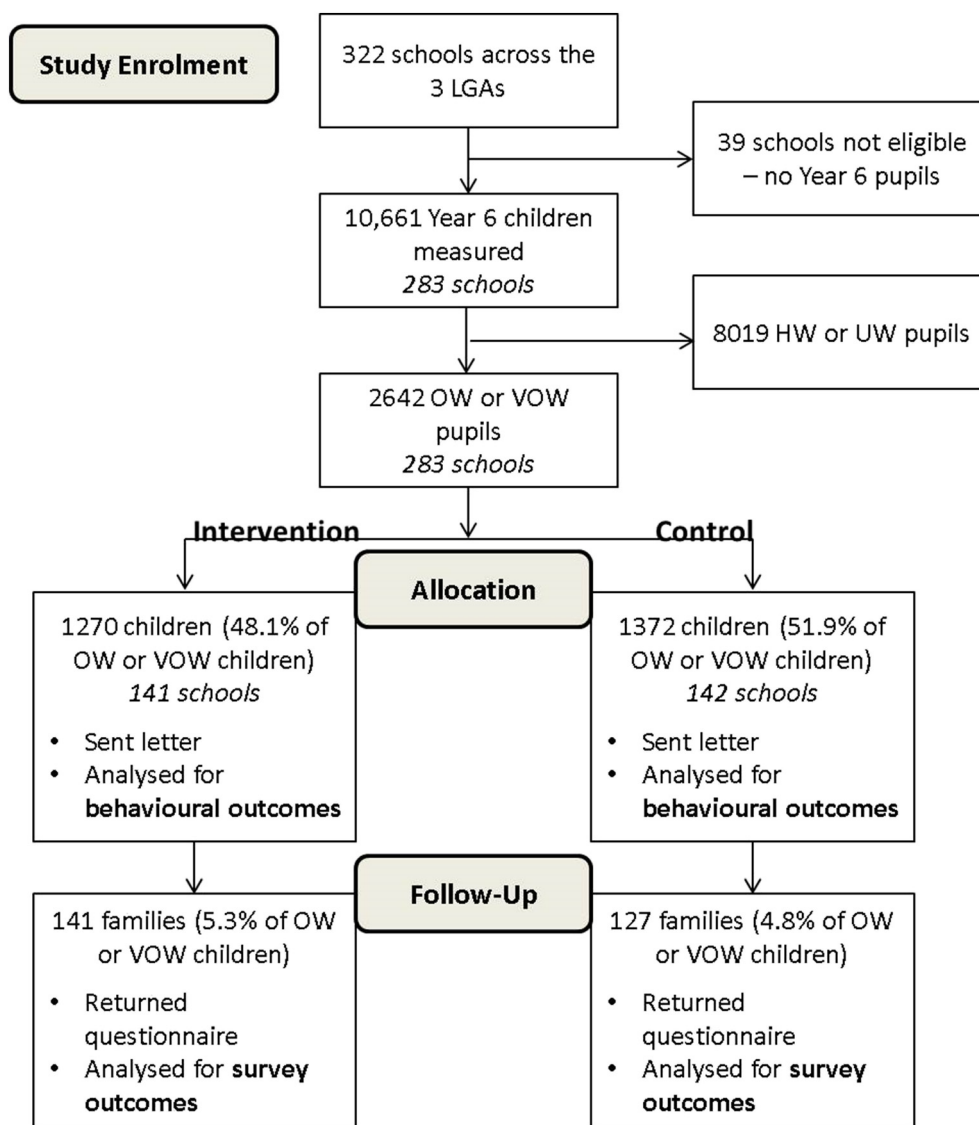 Study Enrolment
322 schools across the
3 LGAs
39 schools not eligible
– no Year 6 pupils
10,661 Year 6 children
measured
283 schools
8019 HW or UW pupils
2642 OW or VOW
pupils
283 schools
Intervention
Control
Allocation
1270 children (48.1% of
OW or VOW children)
141 schools
• Sent letter
• Analysed for
behavioural outcomes
1372 children (51.9% of
OW or VOW children)
142 schools
• Sent letter
• Analysed for
behavioural outcomes
Follow-Up
141 families (5.3% of OW
or VOW children)
• Returned
questionnaire
• Analysed for survey
outcomes
127 families (4.8% of OW
or VOW children)
• Returned
questionnaire
• Analysed for survey
outcomes